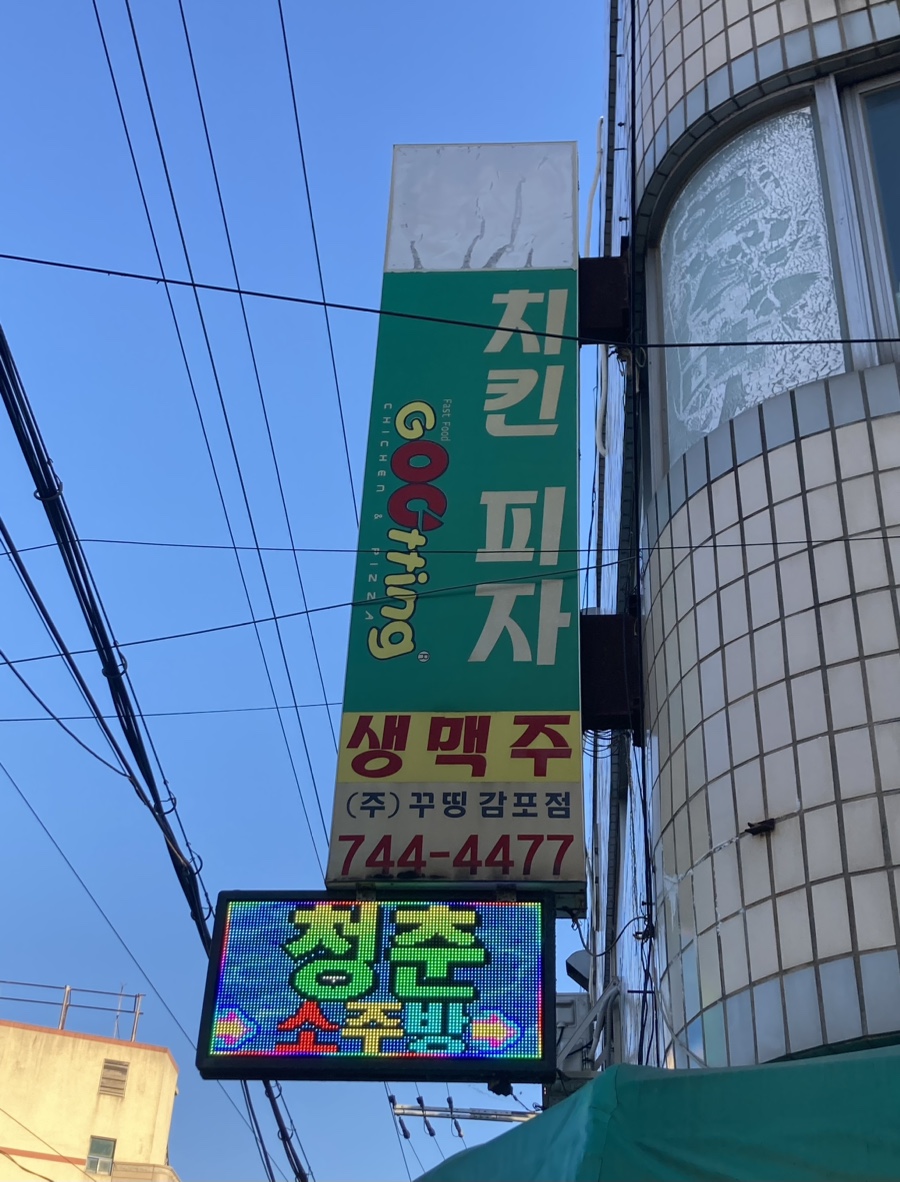 치킨 피자
Fast Food
GOOtting®
CHICKEN & PIZZA
생맥주
(주)꾸띵감포점
744-4477
청춘
소주방